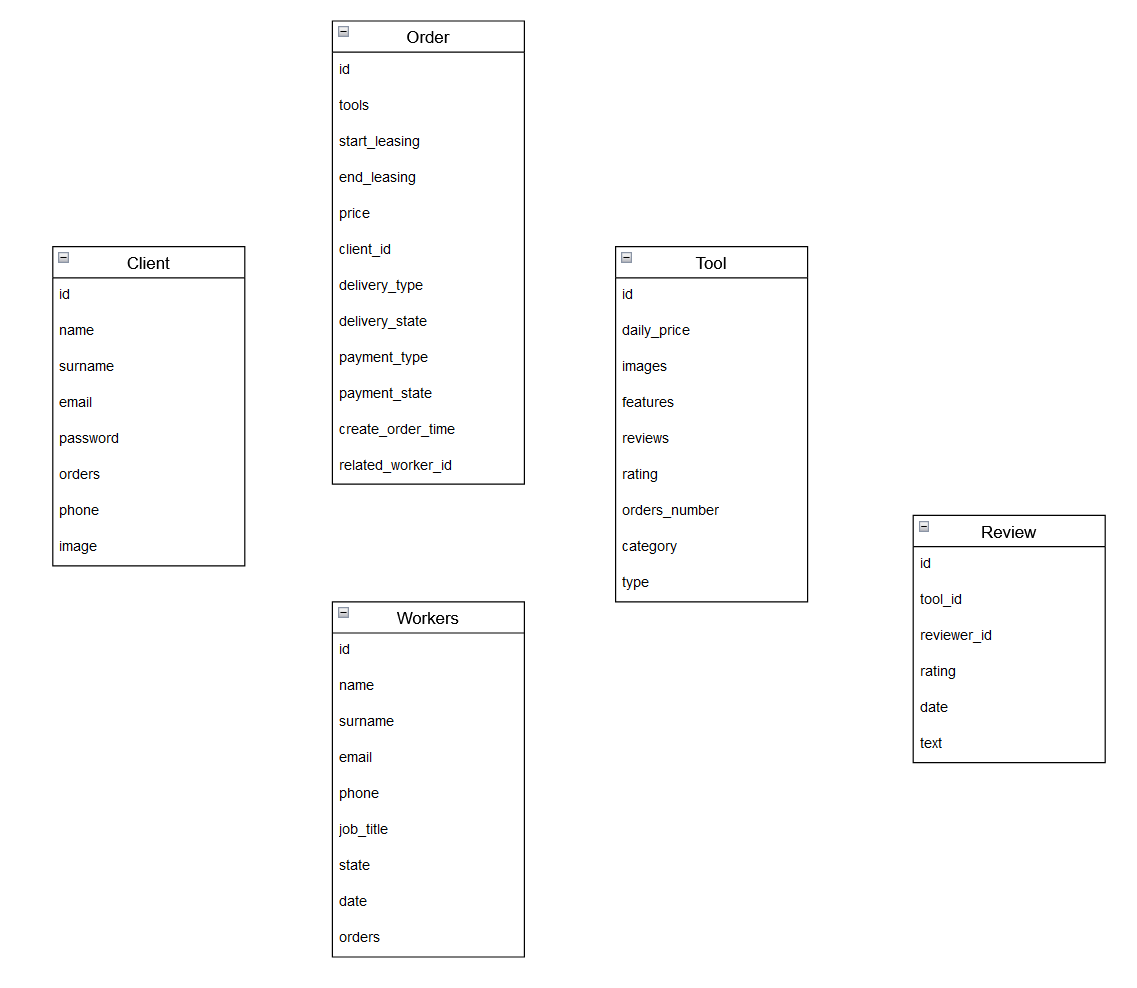 Order
id
tools
start_leasing
end_leasing
price
client_id
delivery_type
delivery_state
payment_type
payment_state
create_order_time
related_worker_id
Client
id
name
surname
email
password
orders
phone
image
Tool
id
daily_price
images
features
reviews
rating
orders_number
category
type
Workers
id
name
surname
email
phone
job_title
state
date
orders
Review
id
tool_id
reviewer_id
rating
date
text